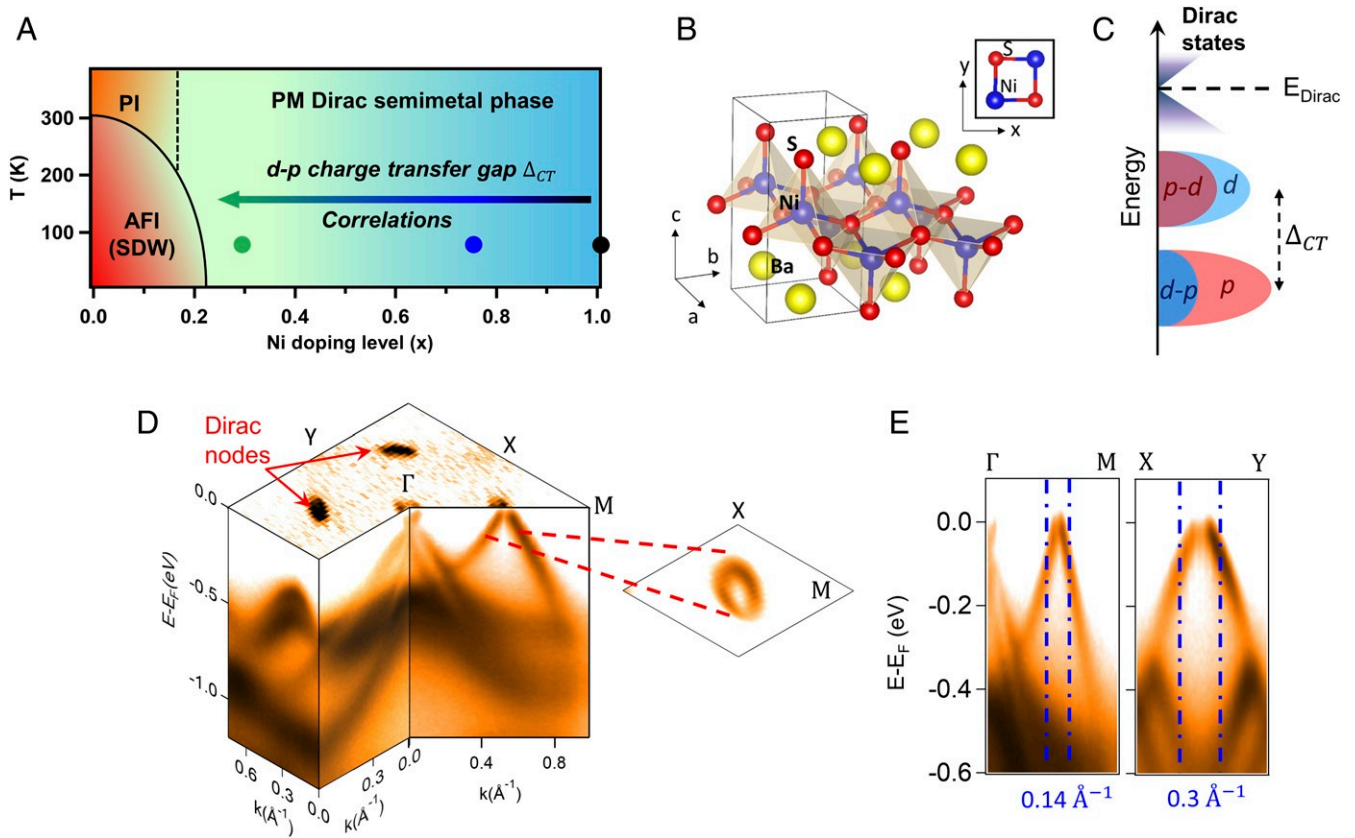 A
PI
PM Dirac semimetal phase
d-p charge transfer gap Δ_CT
Correlations
AFI
(SDW)
300
200
100
T (K)
0.0 0.2 0.4 0.6 0.8 1.0
Ni doping level (x)
B
S
Ni
y
x
S
Ni
Ba
c
b
a
C
Dirac
states
E_Dirac
Energy
p-d d
Δ_CT
d-p p
D
Dirac
nodes
Y
X
Γ
M
0.0
-0.5
-1.0
E-E_F(eV)
0.6 0.3 0.0
k(Å⁻¹)
0.3 0.0
k(Å⁻¹)
0.4 0.8
k(Å⁻¹)
X
M
E
Γ M X Y
0.0
-0.2
-0.4
-0.6
E-E_F (eV)
0.14 Å⁻¹ 0.3 Å⁻¹